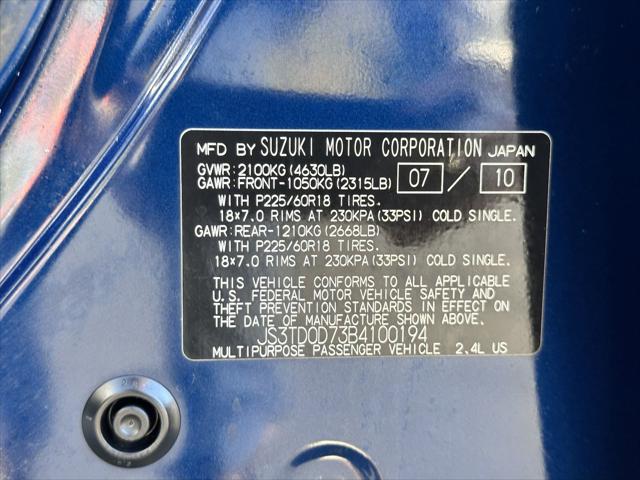 MFD BY SUZUKI MOTOR CORPORATION JAPAN
GVWR:2100KG(4630LB)
GAWR:FRONT-1050KG(2315LB) 07 / 10
WITH P225/60R18 TIRES.
18×7.0 RIMS AT 230KPA(33PSI) COLD SINGLE.
GAWR:REAR-1210KG(2668LB)
WITH P225/60R18 TIRES.
18×7.0 RIMS AT 230KPA(33PSI) COLD SINGLE.
THIS VEHICLE CONFORMS TO ALL APPLICABLE
U.S. FEDERAL MOTOR VEHICLE SAFETY AND
THEFT PREVENTION STANDARDS IN EFFECT ON
THE DATE OF MANUFACTURE SHOWN ABOVE.
JS3TD0D73B4100194
MULTIPURPOSE PASSENGER VEHICLE 2.4L US